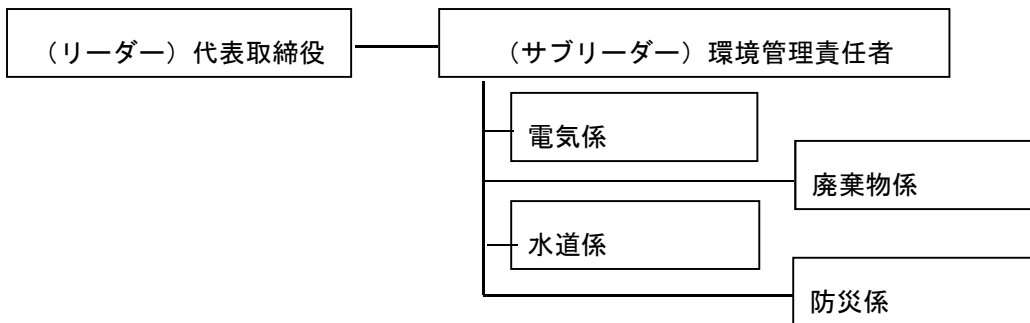 （リーダー）代表取締役
（サブリーダー）環境管理責任者
電気係
廃棄物係
水道係
防災係